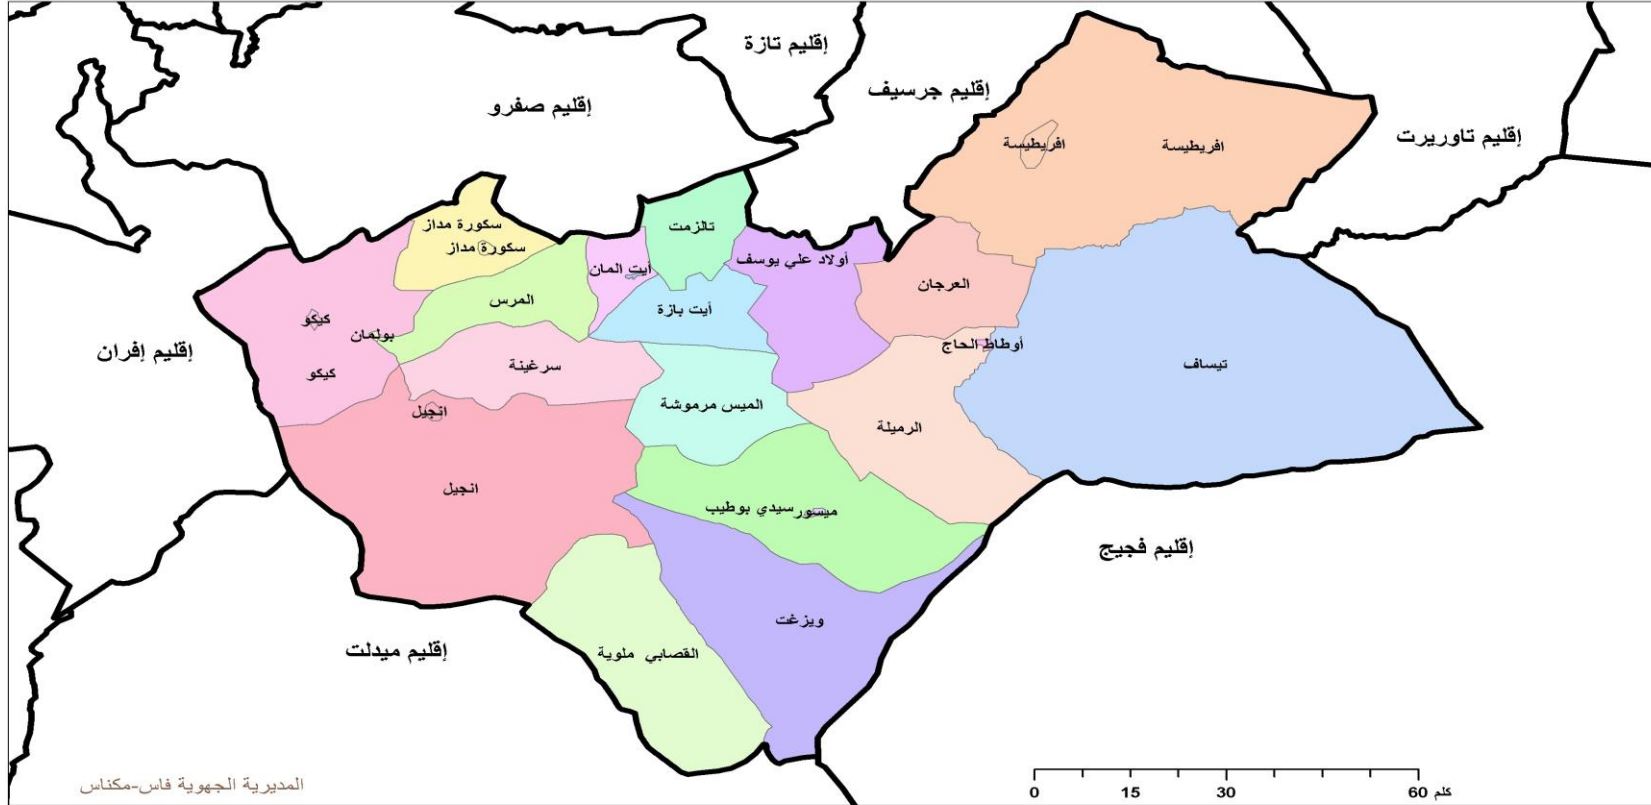 إقليم تازة
إقليم جرسيف
إقليم صفرو
إقليم تاوريرت
افريطيسة
افريطيسة
سكورة مداز
سكورة مداز
تالزمت
أولاد علي يوسف
أيت المان
العرجان
المرس
أيت بازة
كيكو
بولمان
أوطاط الحاج
إقليم إفران
سرغينة
تيساف
كيكو
الميس مرموشة
انجيل
الرميلة
انجيل
ميسور
سيدي بوطيب
إقليم فجيج
ويزغت
إقليم ميدلت
القصابي ملوية
المديرية الجهوية فاس-مكناس
0 15 30 60 كلم